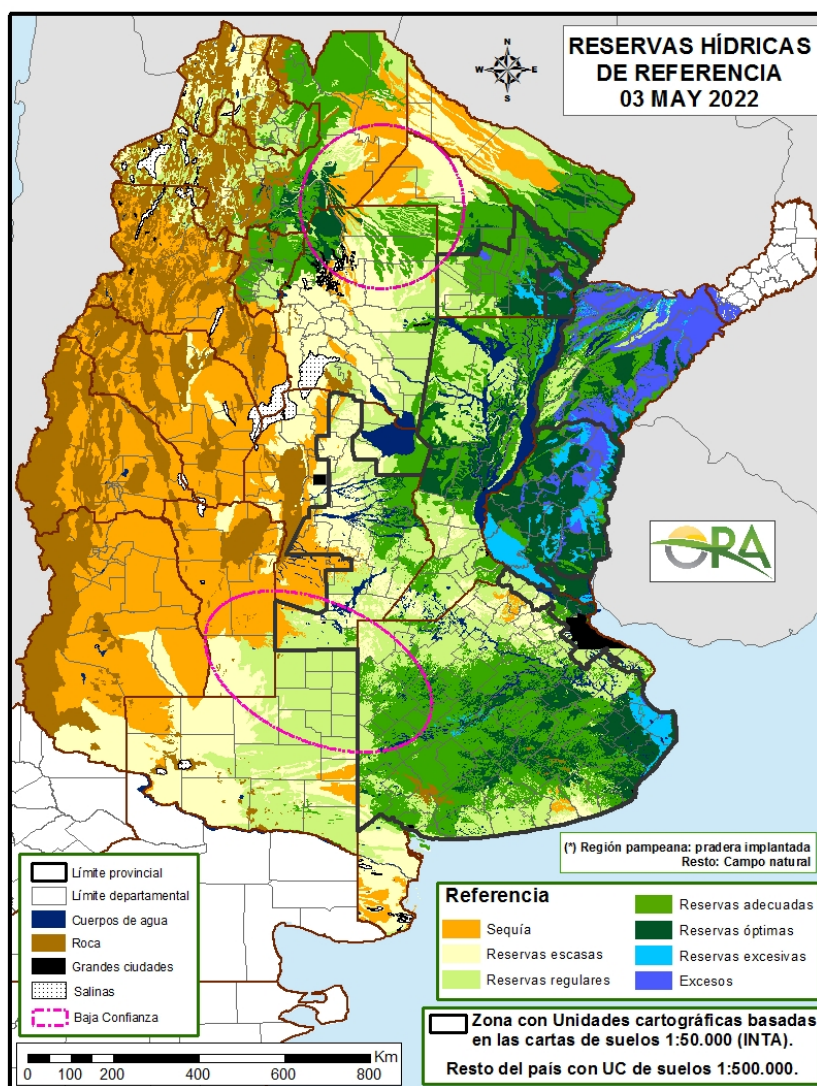 RESERVAS HÍDRICAS
DE REFERENCIA
03 MAY 2022
N
W
E
S
ORA
(*) Región pampeana: pradera implantada
Resto: Campo natural
Límite provincial
Límite departamental
Cuerpos de agua
Roca
Grandes ciudades
Salinas
Baja Confianza
Referencia
Sequía
Reservas escasas
Reservas regulares
Reservas adecuadas
Reservas óptimas
Reservas excesivas
Excesos
Zona con Unidades cartográficas basadas
en las cartas de suelos 1:50.000 (INTA).
Resto del país con UC de suelos 1:500.000.
0 100 200 400 600 800 Km